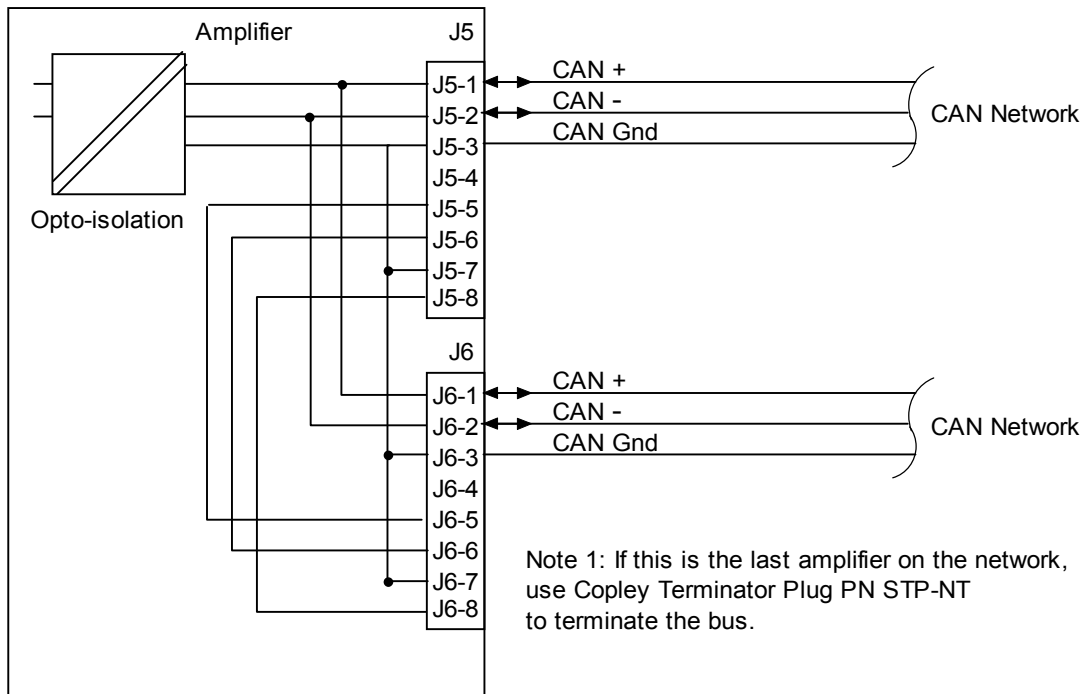 Amplifier
J5
J5-1
J5-2
J5-3
J5-4
J5-5
J5-6
J5-7
J5-8
CAN +
CAN -
CAN Gnd
CAN Network
Opto-isolation
J6
J6-1
J6-2
J6-3
J6-4
J6-5
J6-6
J6-7
J6-8
CAN +
CAN -
CAN Gnd
CAN Network
Note 1: If this is the last amplifier on the network,
use Copley Terminator Plug PN STP-NT
to terminate the bus.